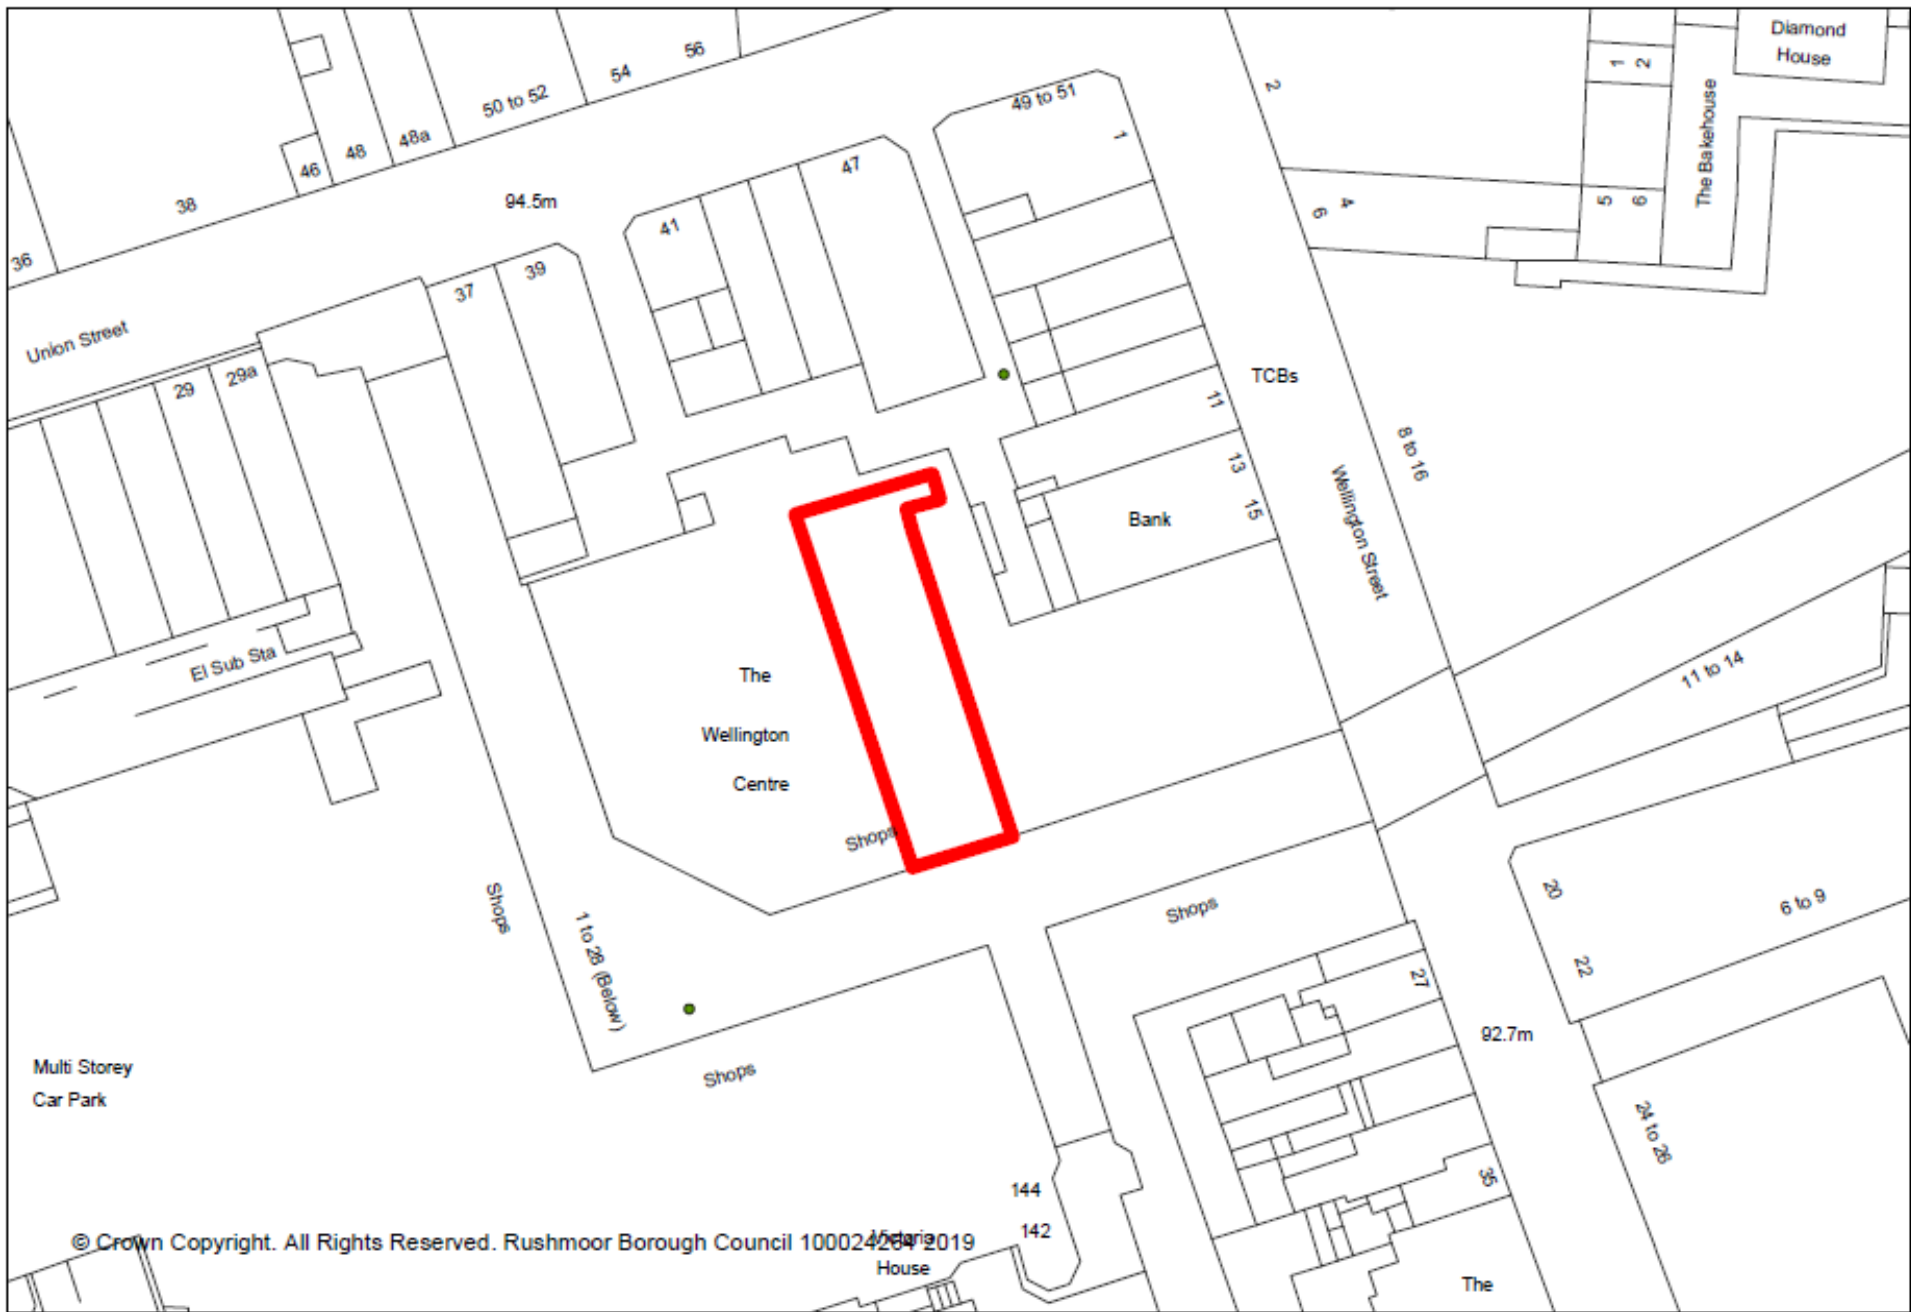 Diamond
House
56
54
50 to 52
48a
48
46
38
36
94.5m
49 to 51
1
2
1
2
The Bakehouse
47
41
4
6
5
6
39
37
Union Street
29
29a
TCBs
11
13
15
Bank
8 to 16
Wellington Street
El Sub Sta
The
Wellington
Centre
Shops
11 to 14
Shops
1 to 28 (Below)
Shops
20
22
6 to 9
27
92.7m
Multi Storey
Car Park
Shops
24 to 26
35
144
142
© Crown Copyright. All Rights Reserved. Rushmoor Borough Council 100024264 2019
Victoria
House
The